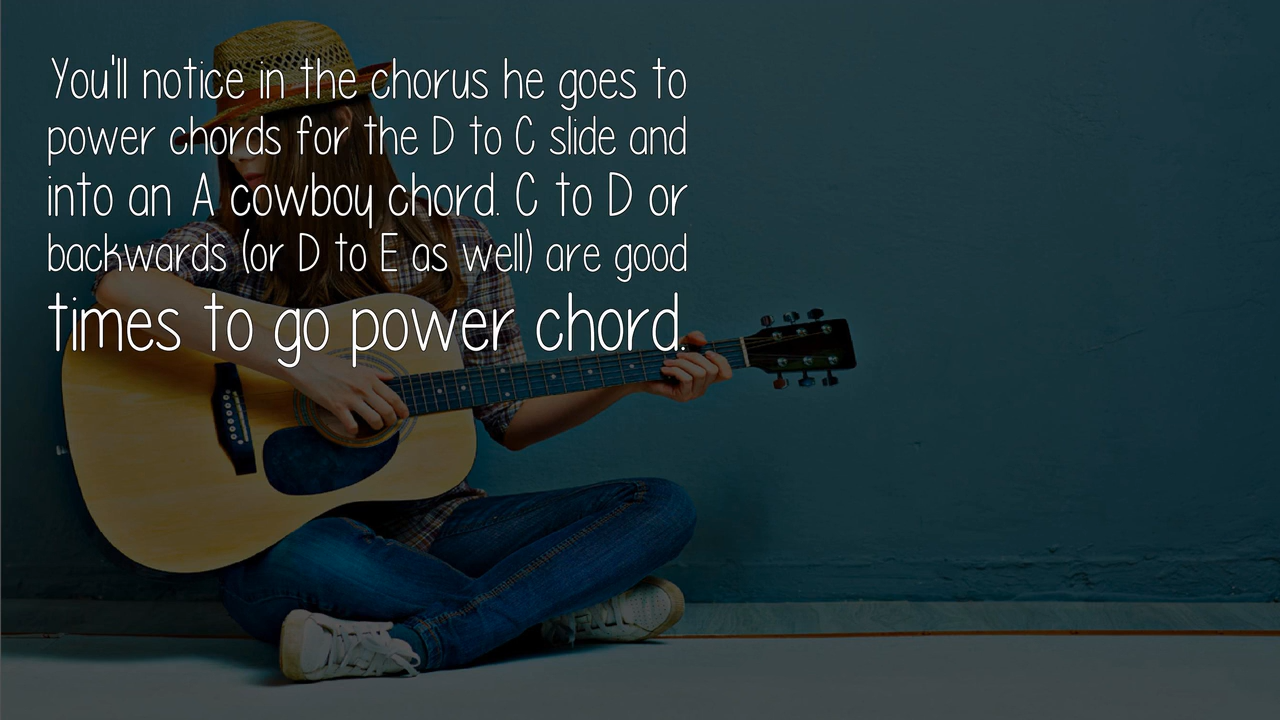 You'll notice in the chorus he goes to
power chords for the D to C slide and
into an A cowboy chord. C to D or
backwards (or D to E as well) are good
times to go power chord.